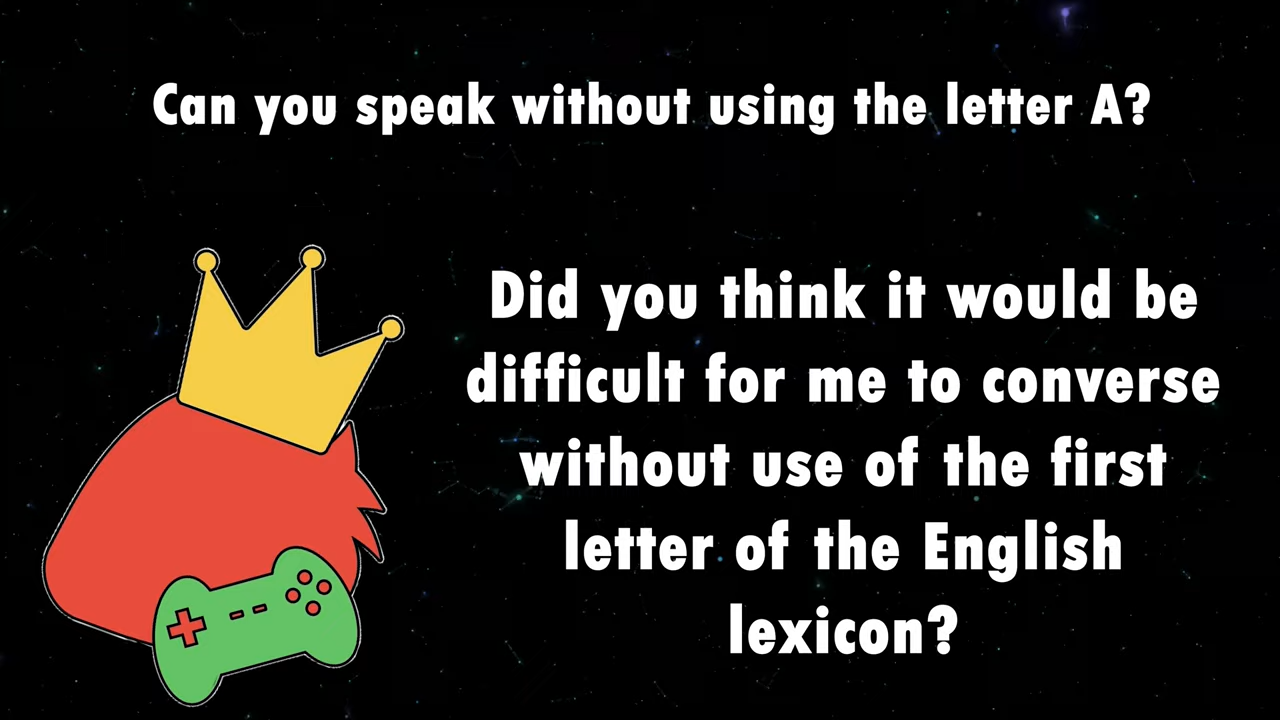 Can you speak without using the letter A?
Did you think it would be
difficult for me to converse
without use of the first
letter of the English
lexicon?